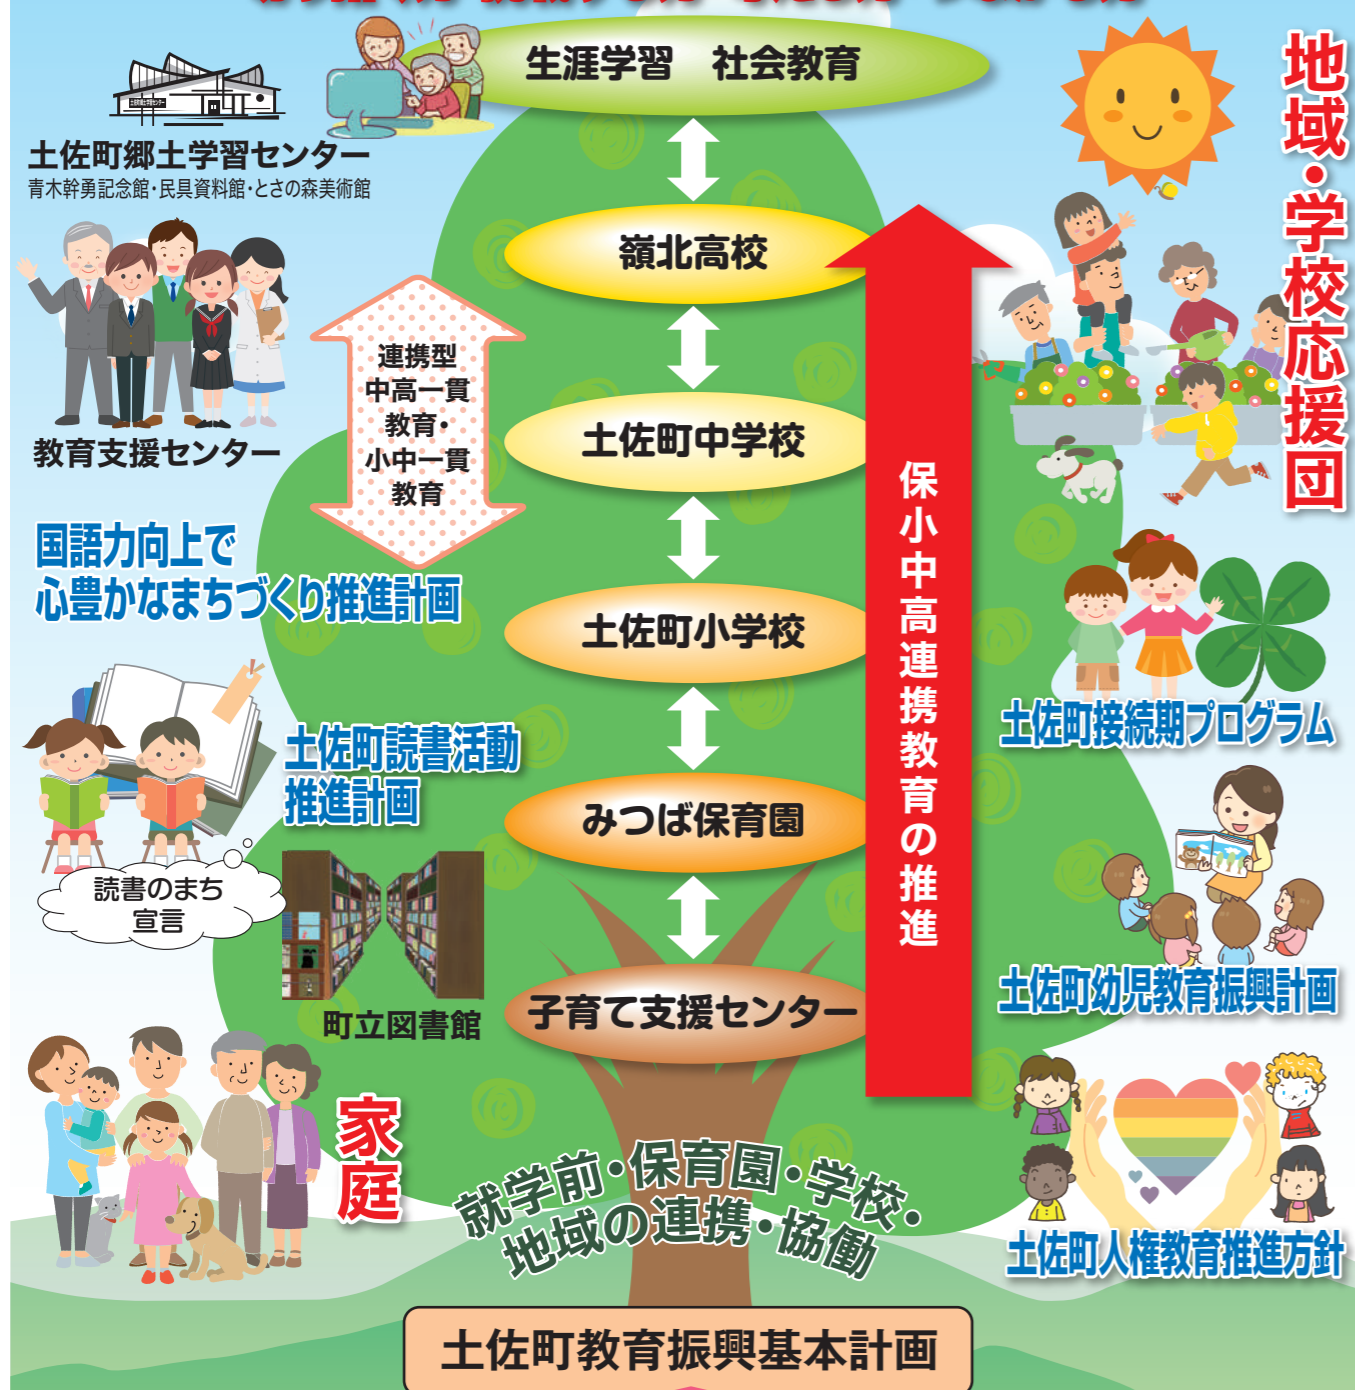 生涯学習 社会教育
土佐町郷土学習センター
青木幹勇記念館・民具資料館・とさの森美術館
地域・学校応援団
嶺北高校
教育支援センター
連携型
中高一貫
教育・
小中一貫
教育
土佐町中学校
保小中高連携教育の推進
国語力向上で
心豊かなまちづくり推進計画
土佐町小学校
土佐町接続期プログラム
土佐町読書活動
推進計画
みつば保育園
読書のまち
宣言
町立図書館
子育て支援センター
土佐町幼児教育振興計画
家庭
就学前・保育園・学校・
地域の連携・協働
土佐町人権教育推進方針
土佐町教育振興基本計画